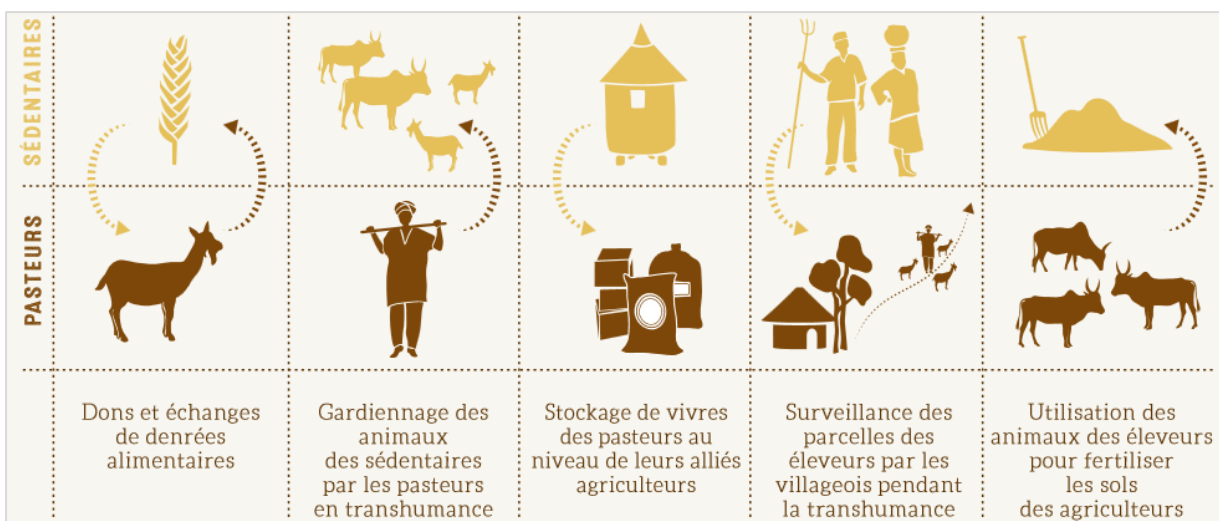 SÉDENTAIRES
PASTEURS
Dons et échanges
de denrées
alimentaires
Gardiennage des
animaux
des sédentaires
par les pasteurs
en transhumance
Stockage de vivres
des pasteurs au
niveau de leurs alliés
agriculteurs
Surveillance des
parcelles des
éleveurs par les
villageois pendant
la transhumance
Utilisation des
animaux des éleveurs
pour fertiliser
les sols
des agriculteurs